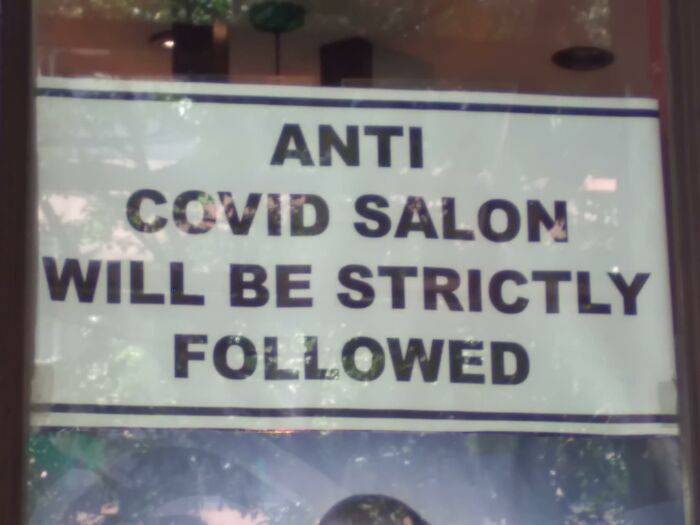 ANTI
COVID SALON
WILL BE STRICTLY
FOLLOWED